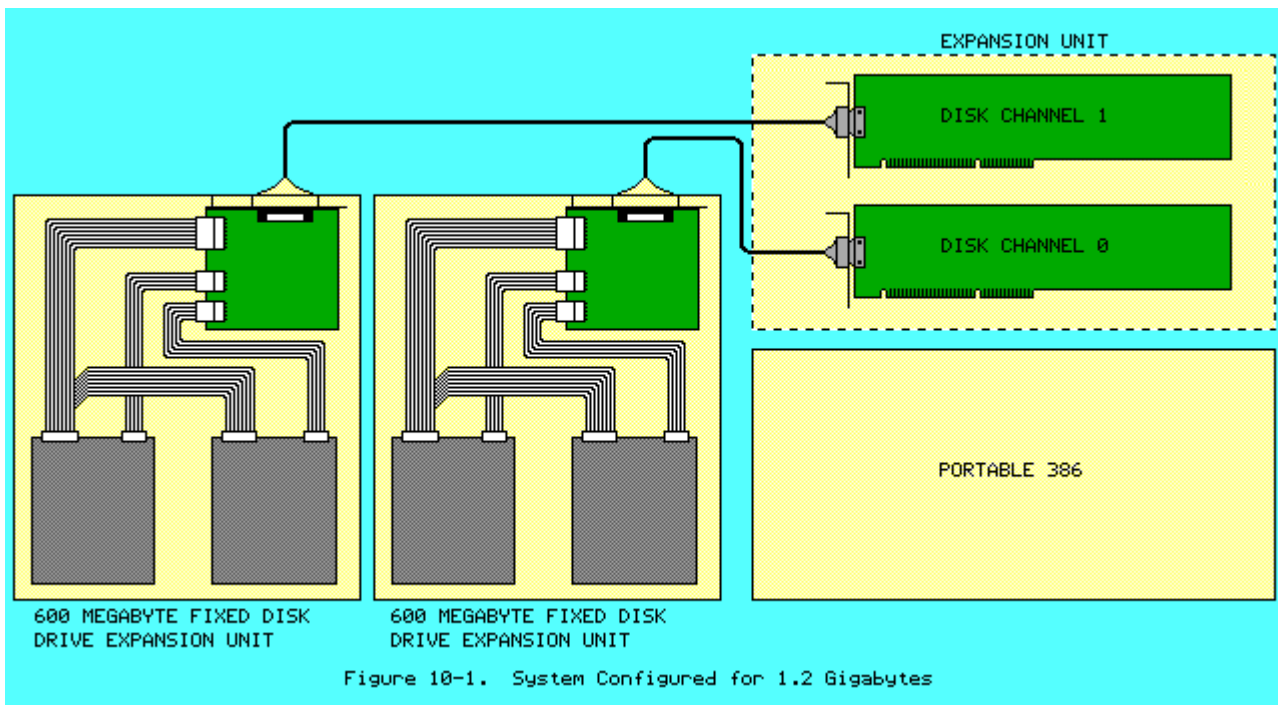 EXPANSION UNIT
DISK CHANNEL 1
DISK CHANNEL 0
PORTABLE 386
600 MEGABYTE FIXED DISK
DRIVE EXPANSION UNIT
600 MEGABYTE FIXED DISK
DRIVE EXPANSION UNIT
Figure 10-1. System Configured for 1.2 Gigabytes